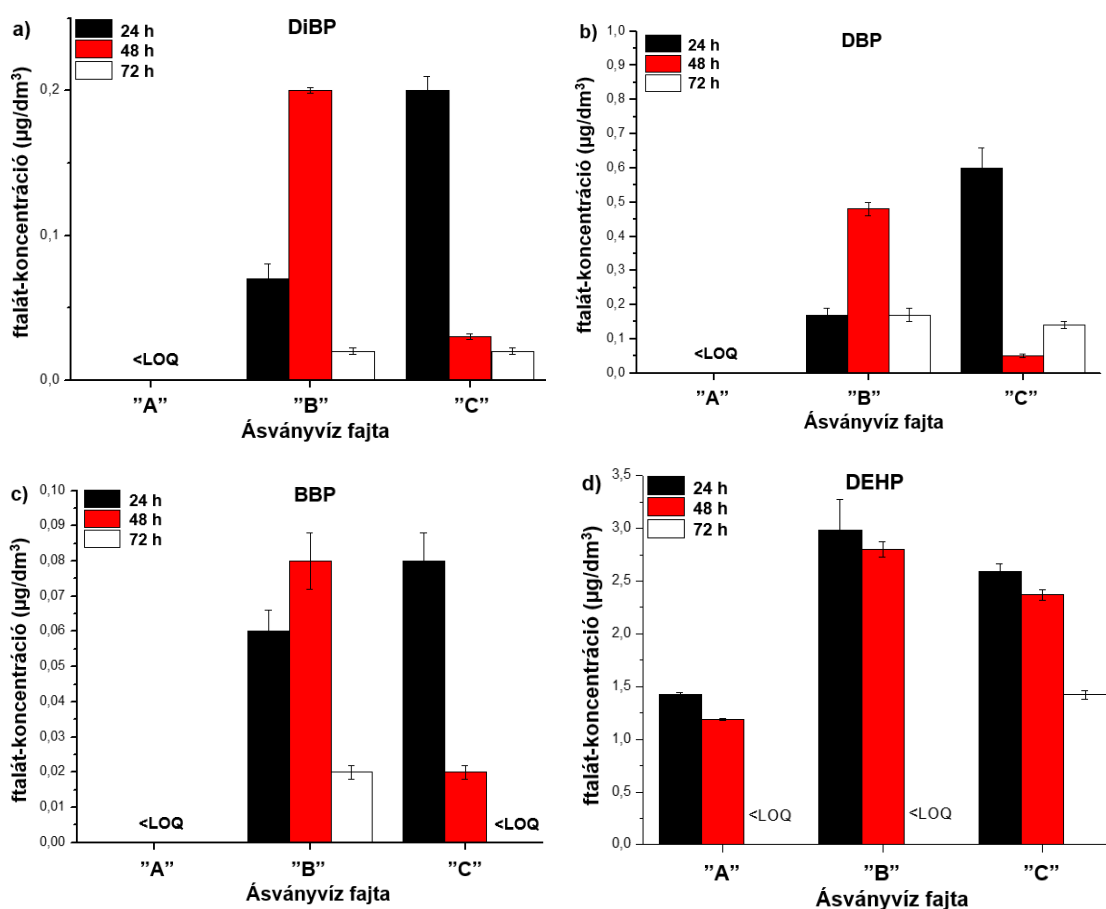 a)
DiBP
24 h
48 h
72 h
ftalát-koncentráció (µg/dm³)
0,2
0,1
0,0
<LOQ
”A”
”B”
”C”
Ásványvíz fajta
b)
DBP
24 h
48 h
72 h
ftalát-koncentráció (µg/dm³)
1,0
0,9
0,8
0,7
0,6
0,5
0,4
0,3
0,2
0,1
0,0
<LOQ
”A”
”B”
”C”
Ásványvíz fajta
c)
BBP
24 h
48 h
72 h
ftalát-koncentráció (µg/dm³)
0,10
0,09
0,08
0,07
0,06
0,05
0,04
0,03
0,02
0,01
0,00
<LOQ
<LOQ
”A”
”B”
”C”
Ásványvíz fajta
d)
DEHP
24 h
48 h
72 h
ftalát-koncentráció (µg/dm³)
3,5
3,0
2,5
2,0
1,5
1,0
0,5
0,0
<LOQ
<LOQ
”A”
”B”
”C”
Ásványvíz fajta